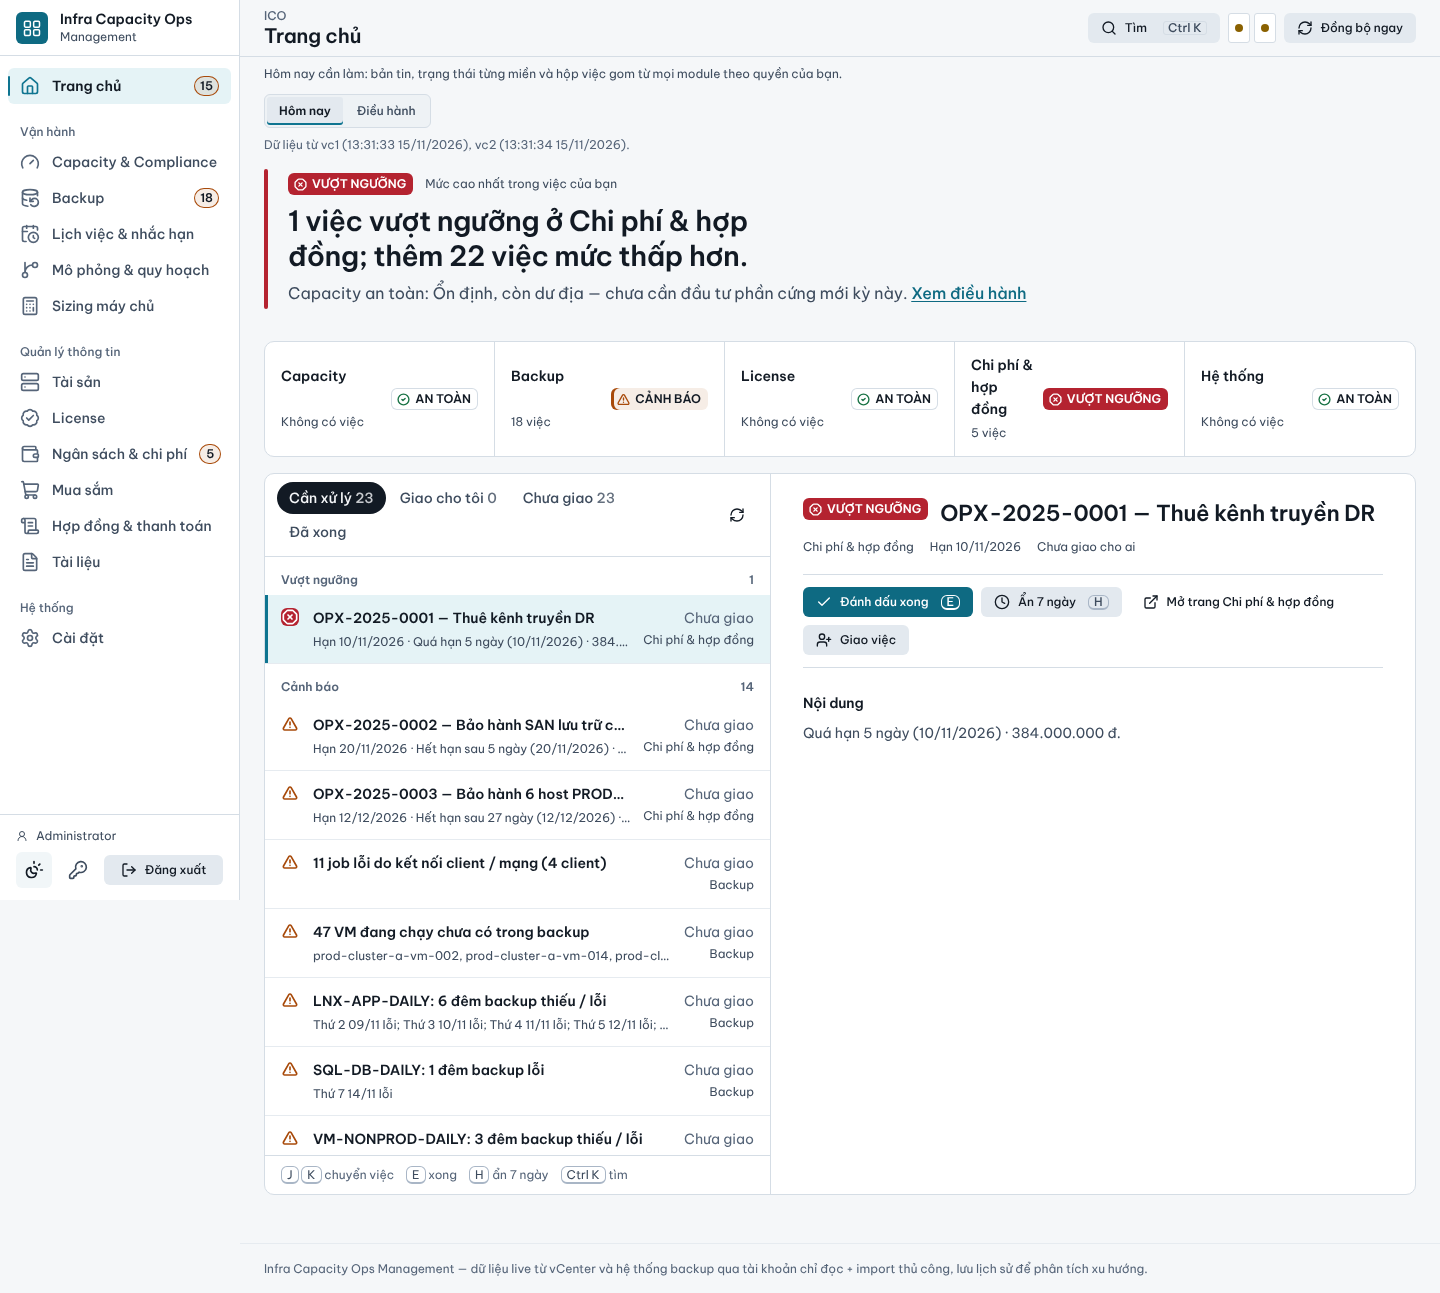 Infra Capacity Ops
Management
Trang chủ 15
Vận hành
Capacity & Compliance
Backup 18
Lịch việc & nhắc hạn
Mô phỏng & quy hoạch
Sizing máy chủ
Quản lý thông tin
Tài sản
License
Ngân sách & chi phí 5
Mua sắm
Hợp đồng & thanh toán
Tài liệu
Hệ thống
Cài đặt
Administrator
Đăng xuất
ICO
Trang chủ
Tìm Ctrl K
Đồng bộ ngay
Hôm nay cần làm: bản tin, trạng thái từng miền và hộp việc gom từ mọi module theo quyền của bạn.
Hôm nay Điều hành
Dữ liệu từ vc1 (13:31:33 15/11/2026), vc2 (13:31:34 15/11/2026).
VƯỢT NGƯỠNG Mức cao nhất trong việc của bạn
1 việc vượt ngưỡng ở Chi phí & hợp
đồng; thêm 22 việc mức thấp hơn.
Capacity an toàn: Ổn định, còn dư địa — chưa cần đầu tư phần cứng mới kỳ này. Xem điều hành
Capacity
AN TOÀN
Không có việc
Backup
CẢNH BÁO
18 việc
License
AN TOÀN
Không có việc
Chi phí &
hợp
đồng
VƯỢT NGƯỠNG
5 việc
Hệ thống
AN TOÀN
Không có việc
Cần xử lý 23 Giao cho tôi 0 Chưa giao 23
Đã xong
Vượt ngưỡng 1
OPX-2025-0001 — Thuê kênh truyền DR Chưa giao
Hạn 10/11/2026 · Quá hạn 5 ngày (10/11/2026) · 384.... Chi phí & hợp đồng
Cảnh báo 14
OPX-2025-0002 — Bảo hành SAN lưu trữ c... Chưa giao
Hạn 20/11/2026 · Hết hạn sau 5 ngày (20/11/2026) · ... Chi phí & hợp đồng
OPX-2025-0003 — Bảo hành 6 host PROD... Chưa giao
Hạn 12/12/2026 · Hết hạn sau 27 ngày (12/12/2026) ·... Chi phí & hợp đồng
11 job lỗi do kết nối client / mạng (4 client) Chưa giao
Backup
47 VM đang chạy chưa có trong backup Chưa giao
prod-cluster-a-vm-002, prod-cluster-a-vm-014, prod-cl... Backup
LNX-APP-DAILY: 6 đêm backup thiếu / lỗi Chưa giao
Thứ 2 09/11 lỗi; Thứ 3 10/11 lỗi; Thứ 4 11/11 lỗi; Thứ 5 12/11 lỗi; ... Backup
SQL-DB-DAILY: 1 đêm backup lỗi Chưa giao
Thứ 7 14/11 lỗi Backup
VM-NONPROD-DAILY: 3 đêm backup thiếu / lỗi Chưa giao
J K chuyển việc E xong H ẩn 7 ngày Ctrl K tìm
VƯỢT NGƯỠNG OPX-2025-0001 — Thuê kênh truyền DR
Chi phí & hợp đồng Hạn 10/11/2026 Chưa giao cho ai
Đánh dấu xong E Ẩn 7 ngày H Mở trang Chi phí & hợp đồng
Giao việc
Nội dung
Quá hạn 5 ngày (10/11/2026) · 384.000.000 đ.
Infra Capacity Ops Management — dữ liệu live từ vCenter và hệ thống backup qua tài khoản chỉ đọc + import thủ công, lưu lịch sử để phân tích xu hướng.